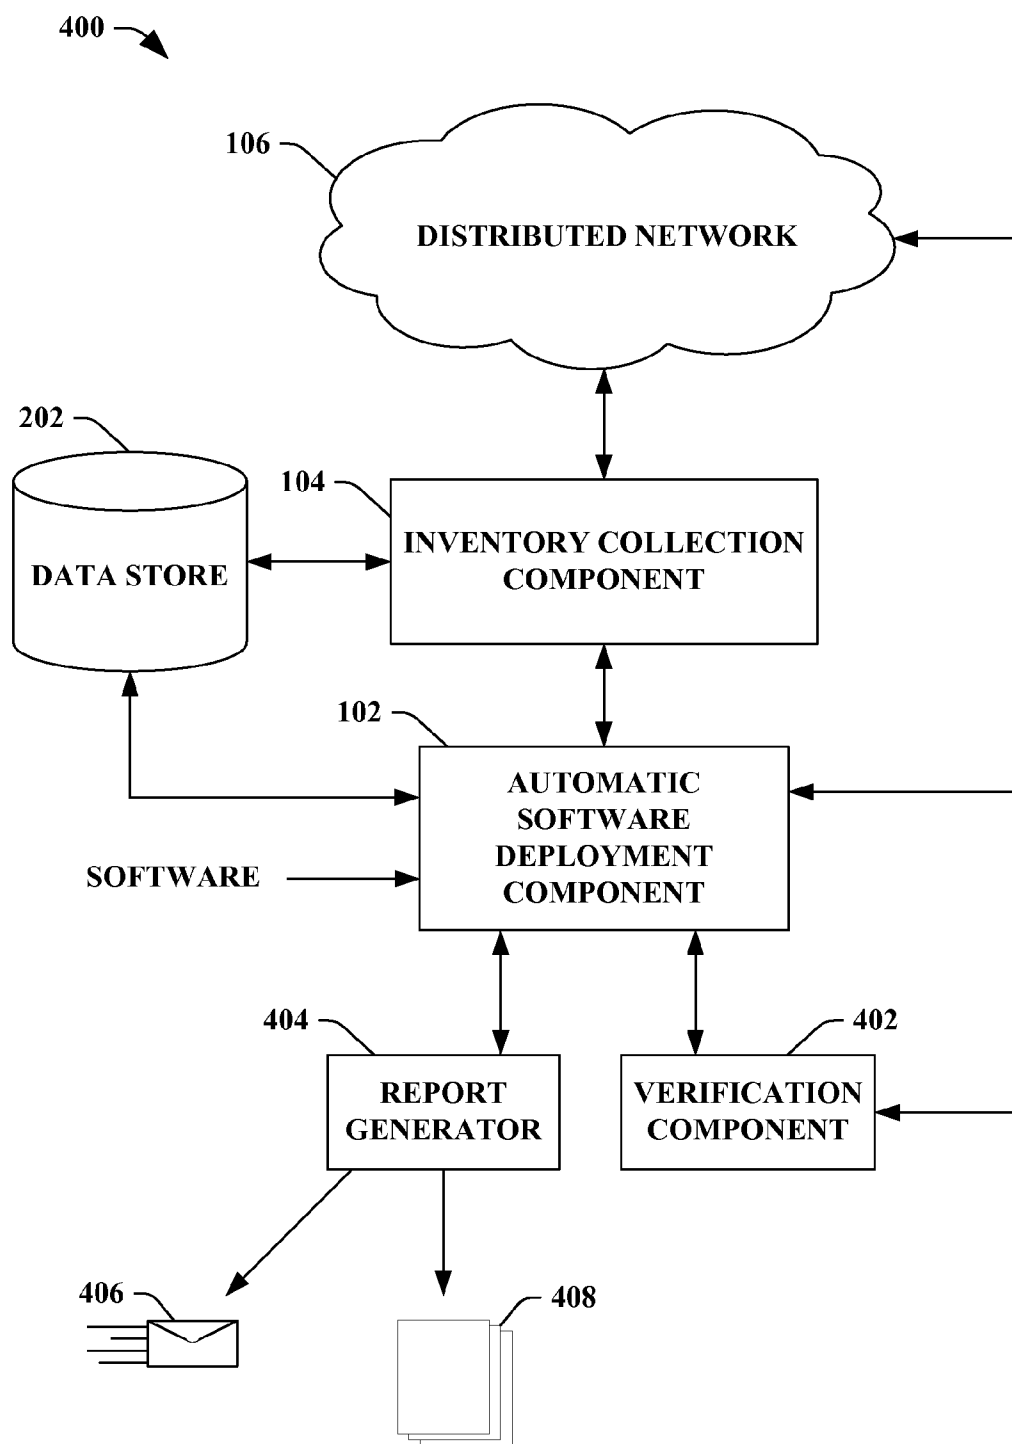 400
106
DISTRIBUTED NETWORK
202
DATA STORE
104
INVENTORY COLLECTION
COMPONENT
102
AUTOMATIC
SOFTWARE
DEPLOYMENT
COMPONENT
SOFTWARE
404
REPORT
GENERATOR
402
VERIFICATION
COMPONENT
406
408